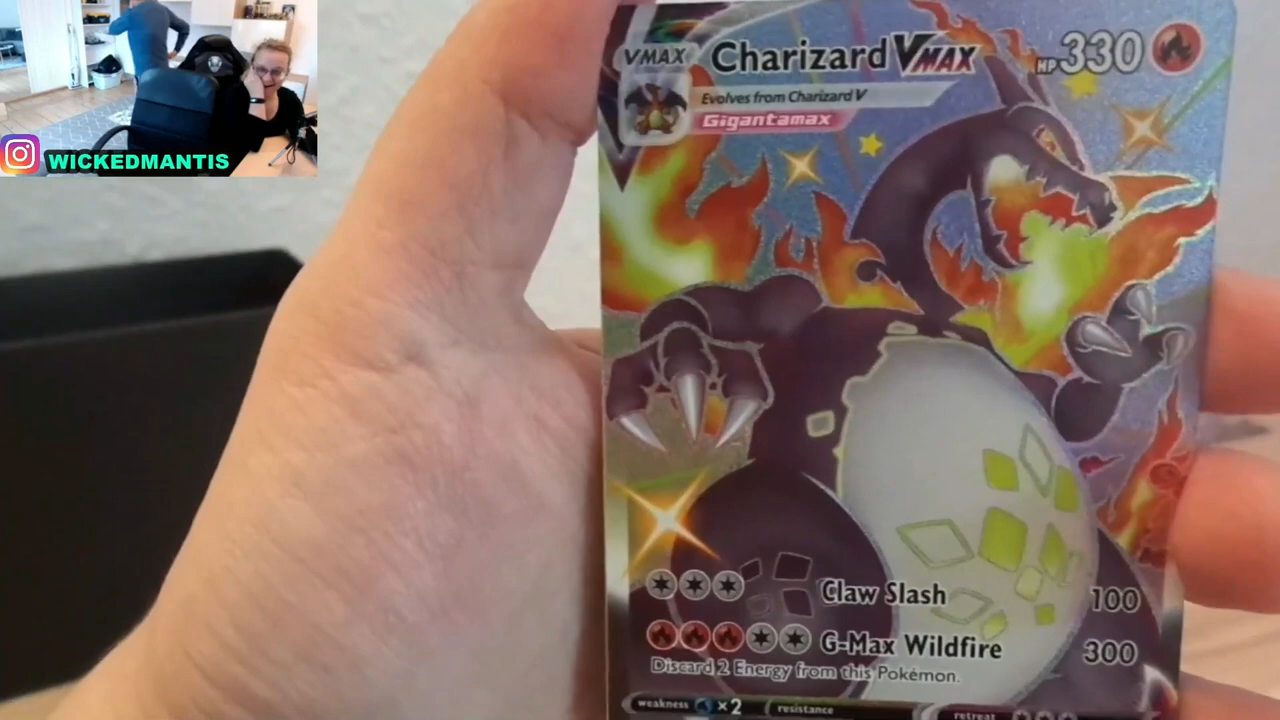 WICKEDMANTIS
VMAX Charizard VMAX HP 330
Evolves from Charizard V
Gigantamax
Claw Slash 100
G-Max Wildfire 300
Discard 2 Energy from this Pokémon.
weakness ×2 resistance retreat